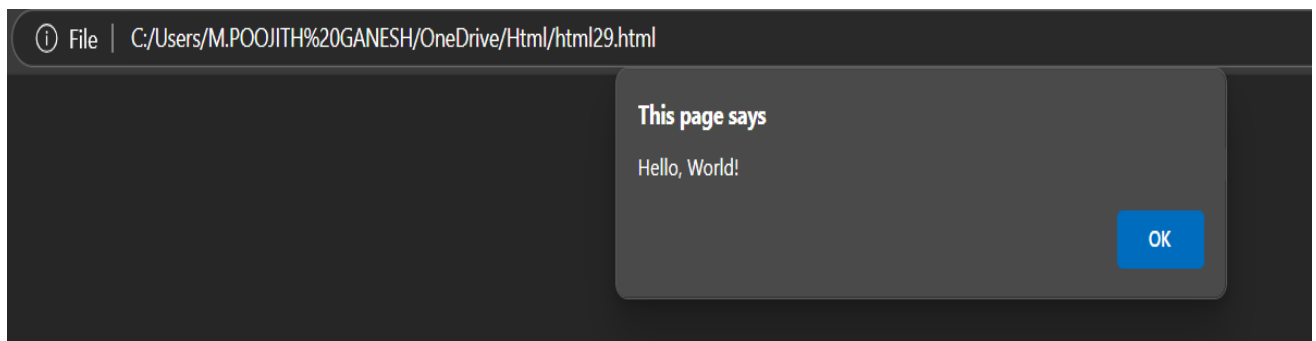 File | C:/Users/M.POOJITH%20GANESH/OneDrive/Html/html29.html
This page says
Hello, World!
OK